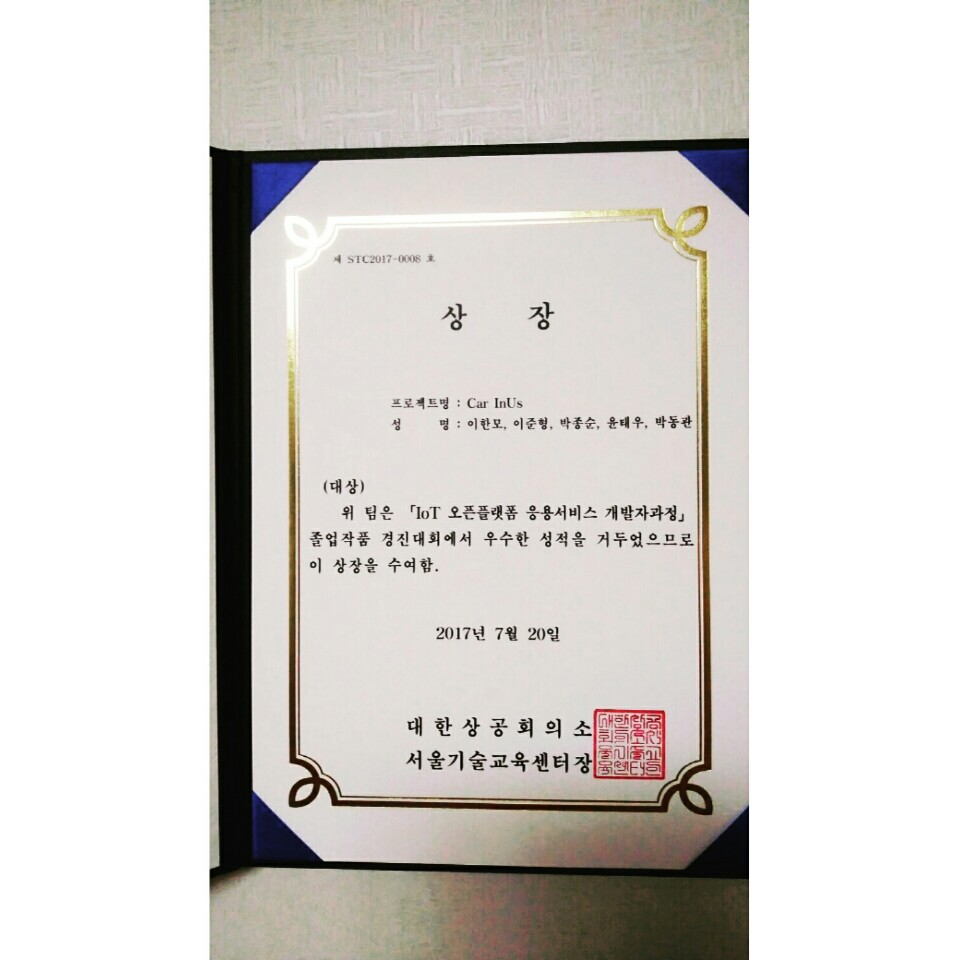 제 STC2017-0008 호
상 장
프로젝트명 : Car InUs
성 명 : 이한모, 이준형, 박종순, 윤태우, 박동관
(대상)
위 팀은 「IoT 오픈플랫폼 응용서비스 개발자과정」
졸업작품 경진대회에서 우수한 성적을 거두었으므로
이 상장을 수여함.
2017년 7월 20일
대한상공회의소
서울기술교육센터장